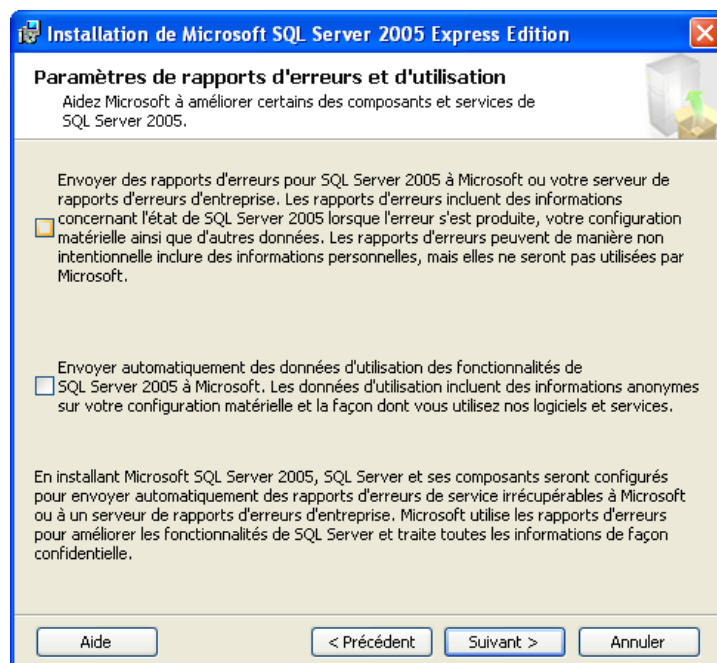 Installation de Microsoft SQL Server 2005 Express Edition
Paramètres de rapports d'erreurs et d'utilisation
Aidez Microsoft à améliorer certains des composants et services de
SQL Server 2005.
Envoyer des rapports d'erreurs pour SQL Server 2005 à Microsoft ou votre serveur de
rapports d'erreurs d'entreprise. Les rapports d'erreurs incluent des informations
concernant l'état de SQL Server 2005 lorsque l'erreur s'est produite, votre configuration
matérielle ainsi que d'autres données. Les rapports d'erreurs peuvent de manière non
intentionnelle inclure des informations personnelles, mais elles ne seront pas utilisées par
Microsoft.
Envoyer automatiquement des données d'utilisation des fonctionnalités de
SQL Server 2005 à Microsoft. Les données d'utilisation incluent des informations anonymes
sur votre configuration matérielle et la façon dont vous utilisez nos logiciels et services.
En installant Microsoft SQL Server 2005, SQL Server et ses composants seront configurés
pour envoyer automatiquement des rapports d'erreurs de service irrécupérables à Microsoft
ou à un serveur de rapports d'erreurs d'entreprise. Microsoft utilise les rapports d'erreurs
pour améliorer les fonctionnalités de SQL Server et traite toutes les informations de façon
confidentielle.
Aide
< Précédent
Suivant >
Annuler